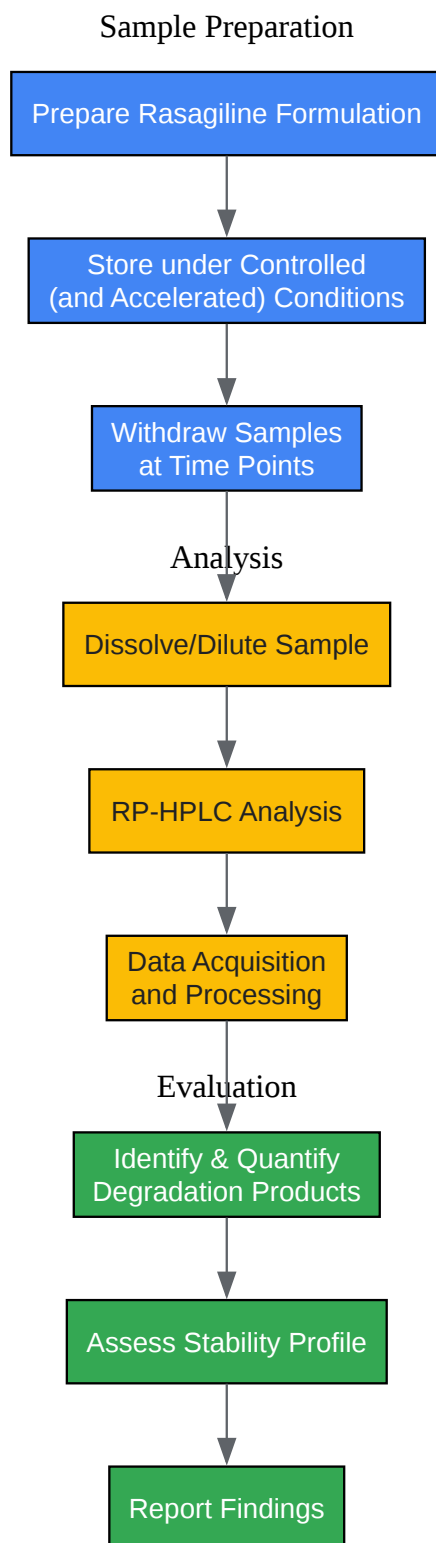 Sample Preparation
Prepare Rasagiline Formulation
Store under Controlled
(and Accelerated) Conditions
Withdraw Samples
at Time Points
Analysis
Dissolve/Dilute Sample
RP-HPLC Analysis
Data Acquisition
and Processing
Evaluation
Identify & Quantify
Degradation Products
Assess Stability Profile
Report Findings